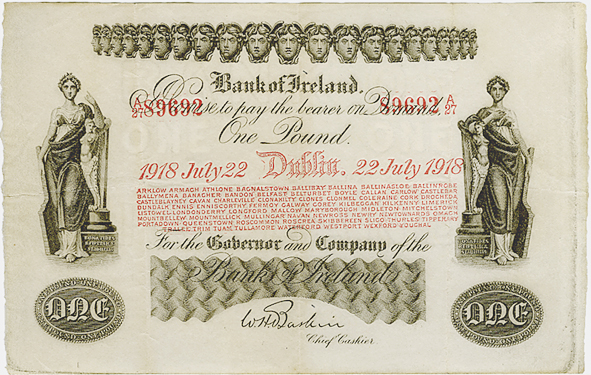 Bank of Ireland.
A/27 89692 Promise to pay the bearer on Demand 89692 A/27
One Pound.
1918 July 22 Dublin. 22 July 1918
ARKLOW ARMACH ATHLONE BAGNALSTOWN BALLIBAY BALLINA BALLINASLOE BALLINROBE
BALLYMENA BANAGHER BANDON BELFAST BELTURBET BOYLE CALLAN CARLOW CASTLEBAR
CASTLEBLAYNEY CAVAN CHARLEVILLE CLONAKILTY CLONES CLONMEL COLERAINE CORK DROGHEDA
DUNDALK ENNIS ENNISCORTHY FERMOY GALWAY GOREY KILBEGGAN KILKENNY LIMERICK
LISTOWEL LONDONDERRY LONGFORD MALLOW MARYBOROUGH MIDLETON MITCHELSTOWN
MOUNTBELLEW MOUNTMELLICK MULLINGAR NAVAN NEWROSS NEWRY NEWTOWNARDS OMACH
PORTADOWN QUEENSTOWN ROSCOMMON ROSCREA SKIBBEREEN SLIGO THURLES TIPPERARY
TRALEE TRIM TUAM TULLAMORE WATERFORD WESTPORT WEXFORD YOUGHAL
For the Governor and Company of the
Bank of Ireland
ONE
ONE
Chief Cashier